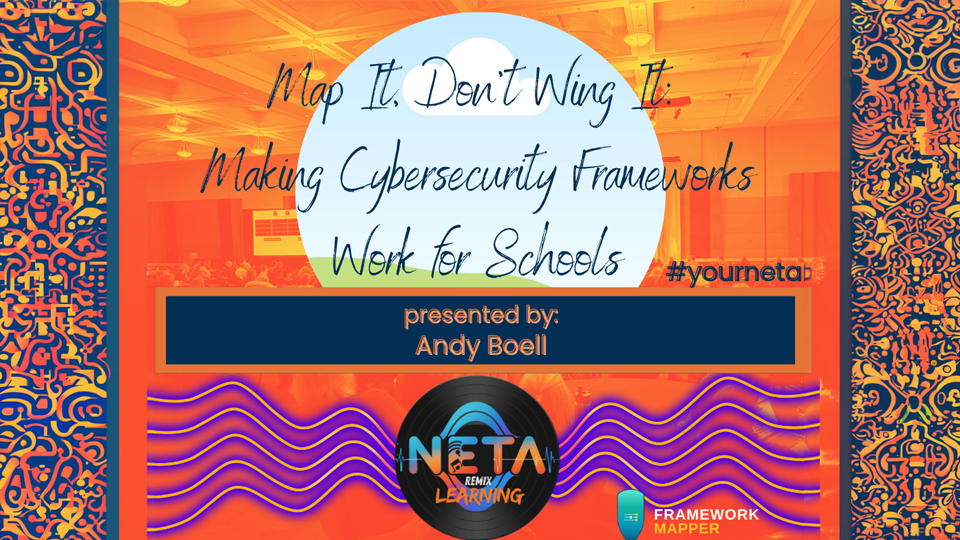 Map It, Don't Wing It:
Making Cybersecurity Frameworks
Work for Schools
#yourneta
presented by:
Andy Boell
NETA
REMIX
LEARNING
FRAMEWORK
MAPPER